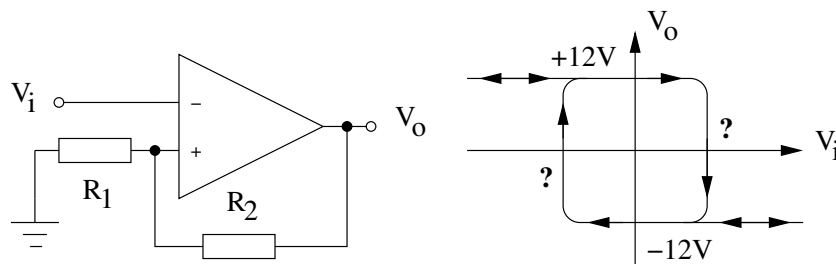 V_i
−
+
R_1
R_2
V_o
V_o
+12V
?
V_i
?
−12V